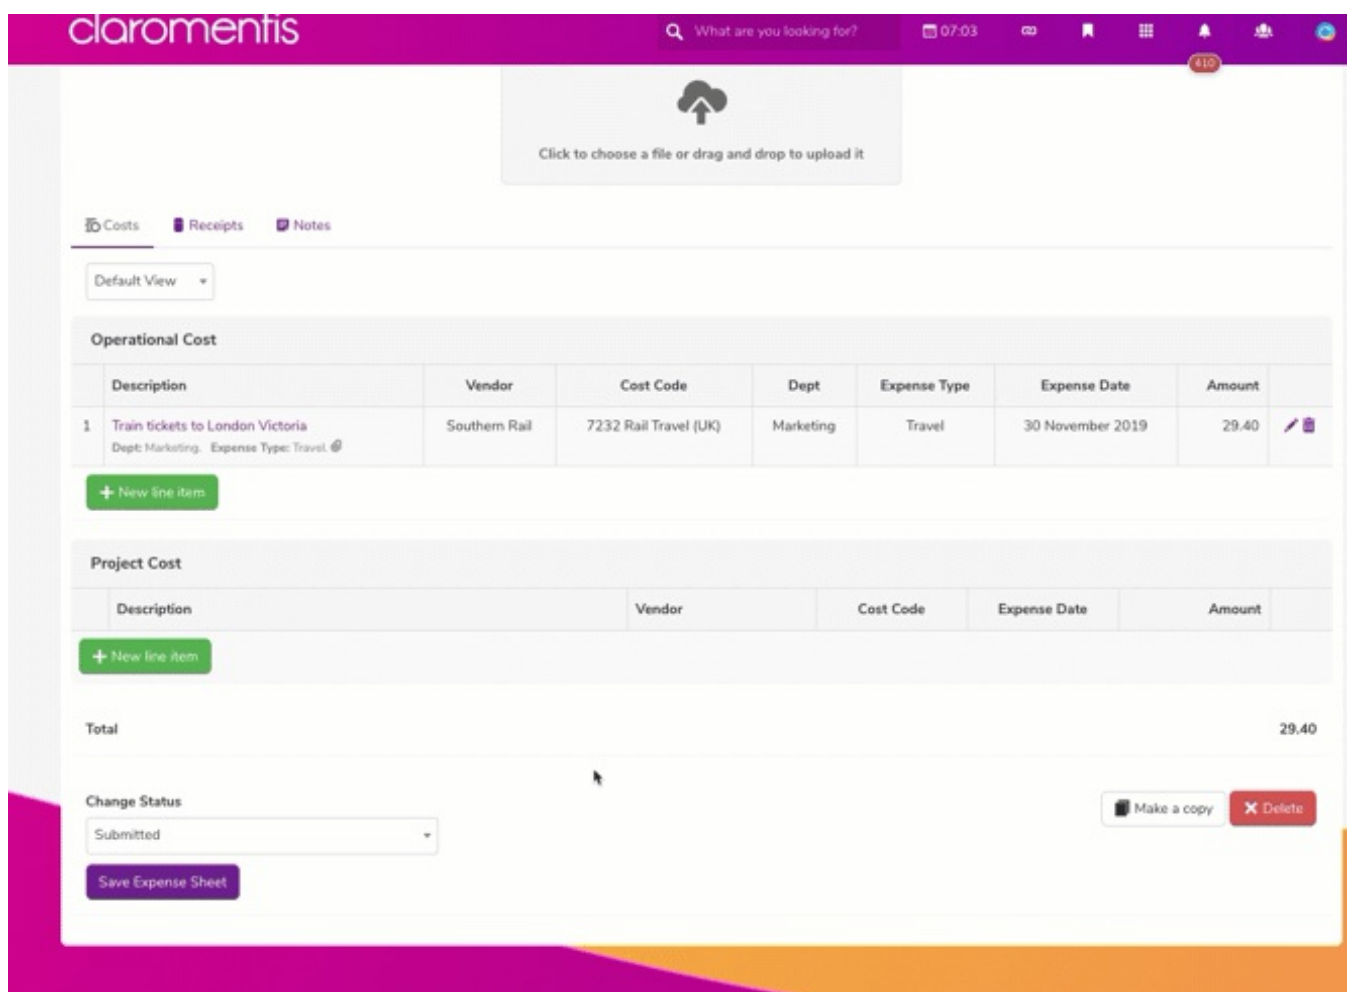 claromentis
What are you looking for?
07:03
410
Click to choose a file or drag and drop to upload it
Costs
Receipts
Notes
Default View
Operational Cost
Description Vendor Cost Code Dept Expense Type Expense Date Amount
1 Train tickets to London Victoria Southern Rail 7232 Rail Travel (UK) Marketing Travel 30 November 2019 29.40
Dept: Marketing. Expense Type: Travel.
New line item
Project Cost
Description Vendor Cost Code Expense Date Amount
New line item
Total 29.40
Change Status
Submitted
Make a copy
Delete
Save Expense Sheet